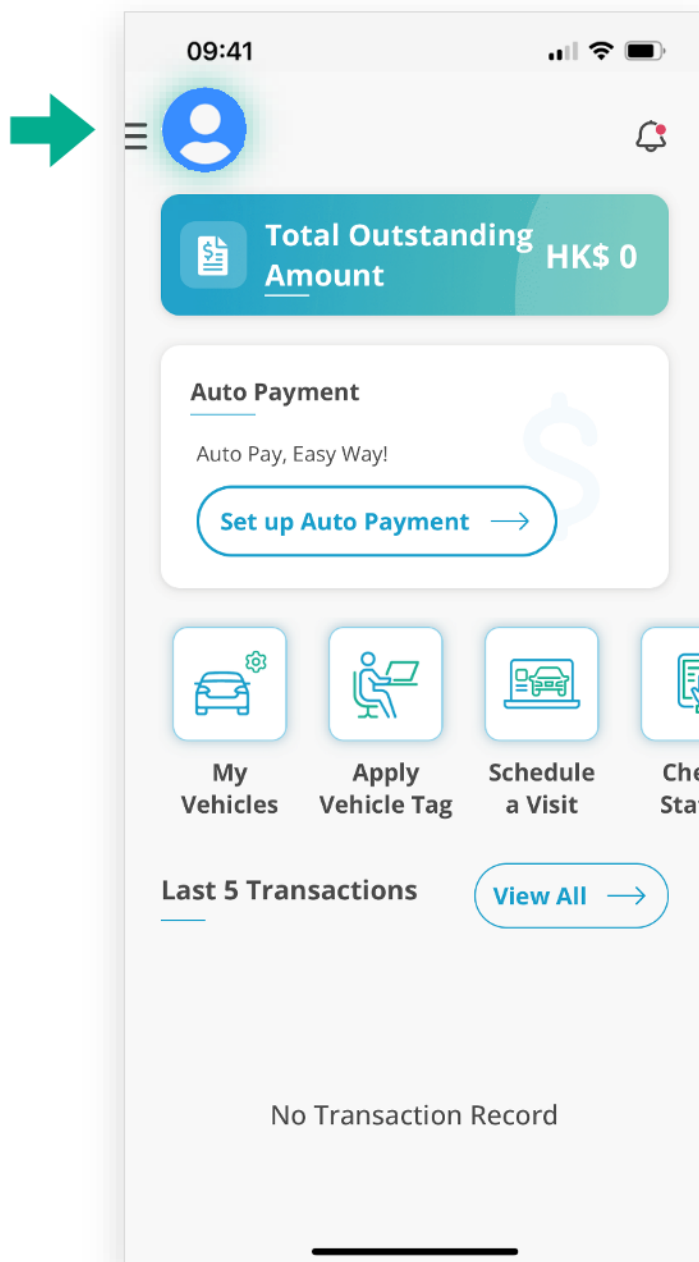 09:41
Total Outstanding
Amount
HK$ 0
Auto Payment
Auto Pay, Easy Way!
Set up Auto Payment
My
Vehicles
Apply
Vehicle Tag
Schedule
a Visit
Last 5 Transactions
View All
No Transaction Record